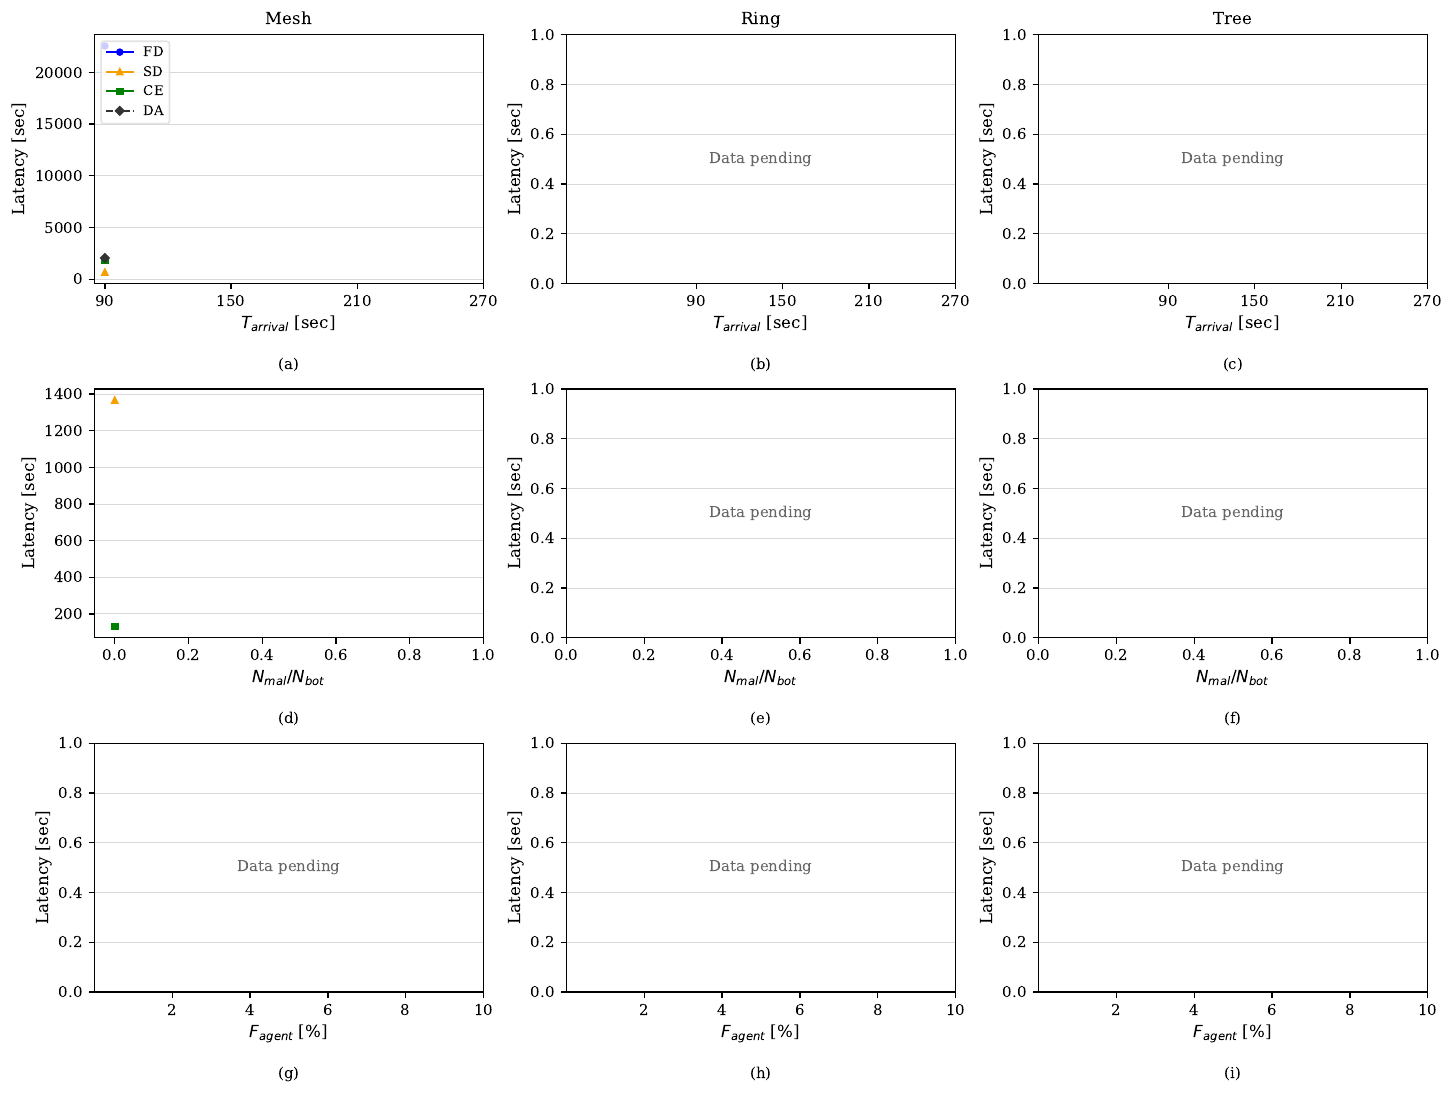 Mesh
Ring
Tree
FD
SD
CE
DA
20000
15000
10000
5000
0
Latency [sec]
90 150 210 270
T_arrival [sec]
(a)
1.0
0.8
0.6
0.4
0.2
0.0
Latency [sec]
Data pending
90 150 210 270
T_arrival [sec]
(b)
1.0
0.8
0.6
0.4
0.2
0.0
Latency [sec]
Data pending
90 150 210 270
T_arrival [sec]
(c)
1400
1200
1000
800
600
400
200
Latency [sec]
0.0 0.2 0.4 0.6 0.8 1.0
N_mal/N_bot
(d)
1.0
0.8
0.6
0.4
0.2
0.0
Latency [sec]
Data pending
0.0 0.2 0.4 0.6 0.8 1.0
N_mal/N_bot
(e)
1.0
0.8
0.6
0.4
0.2
0.0
Latency [sec]
Data pending
0.0 0.2 0.4 0.6 0.8 1.0
N_mal/N_bot
(f)
1.0
0.8
0.6
0.4
0.2
0.0
Latency [sec]
Data pending
2 4 6 8 10
F_agent [%]
(g)
1.0
0.8
0.6
0.4
0.2
0.0
Latency [sec]
Data pending
2 4 6 8 10
F_agent [%]
(h)
1.0
0.8
0.6
0.4
0.2
0.0
Latency [sec]
Data pending
2 4 6 8 10
F_agent [%]
(i)